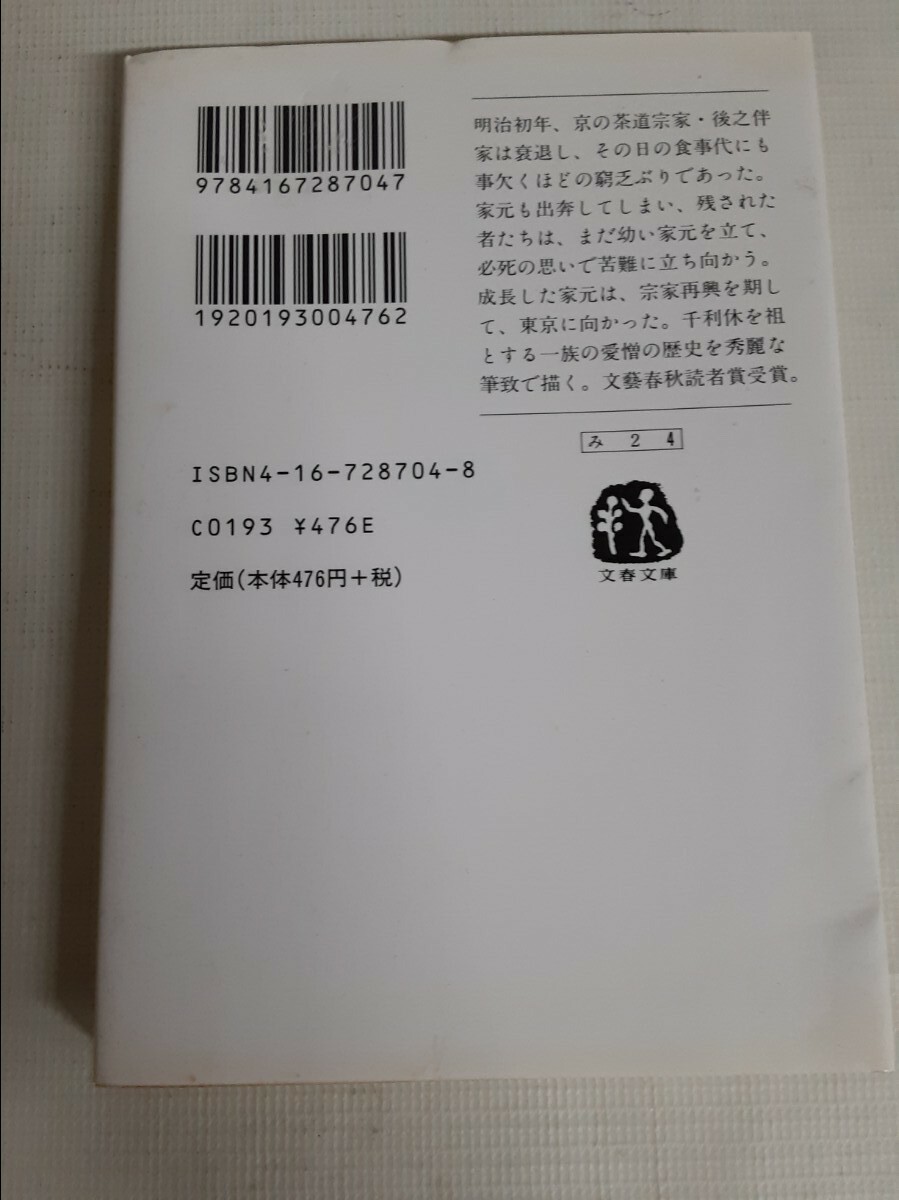 9784167287047
1920193004762
明治初年、京の茶道宗家・後之伴
家は衰退し、その日の食事代にも
事欠くほどの窮乏ぶりであった。
家元も出奔してしまい、残された
者たちは、まだ幼い家元を立て、
必死の思いで苦難に立ち向かう。
成長した家元は、宗家再興を期し
て、東京に向かった。千利休を祖
とする一族の愛憎の歴史を秀麗な
筆致で描く。文藝春秋読者賞受賞。
み 2 4
ISBN4-16-728704-8
C0193 ¥476E
定価(本体476円+税)
文春文庫